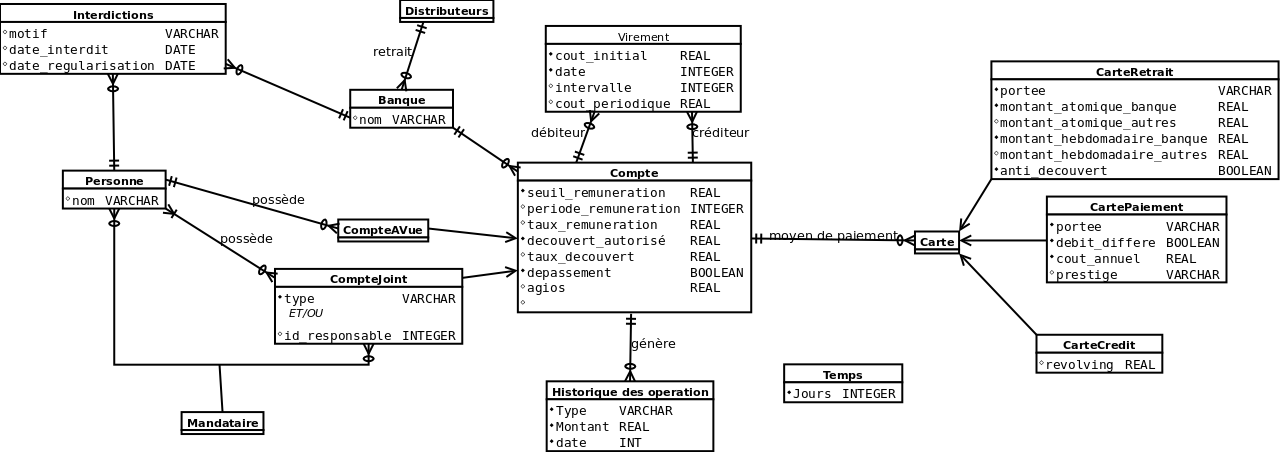 Interdictions
motif VARCHAR
date_interdit DATE
date_regularisation DATE
Distributeurs
retrait
Banque
nom VARCHAR
Virement
cout_initial REAL
date INTEGER
intervalle INTEGER
cout_periodique REAL
débiteur
créditeur
CarteRetrait
portee VARCHAR
montant_atomique_banque REAL
montant_atomique_autres REAL
montant_hebdomadaire_banque REAL
montant_hebdomadaire_autres REAL
anti_decouvert BOOLEAN
Personne
nom VARCHAR
possède
possède
CompteAVue
CompteJoint
type VARCHAR
ET/OU
id_responsable INTEGER
Compte
seuil_remuneration REAL
periode_remuneration INTEGER
taux_remuneration REAL
decouvert_autorisé REAL
taux_decouvert REAL
depassement BOOLEAN
agios REAL
moyen de paiement
Carte
CartePaiement
portee VARCHAR
debit_differe BOOLEAN
cout_annuel REAL
prestige VARCHAR
CarteCredit
revolving REAL
génère
Historique des operation
Type VARCHAR
Montant REAL
date INT
Temps
Jours INTEGER
Mandataire